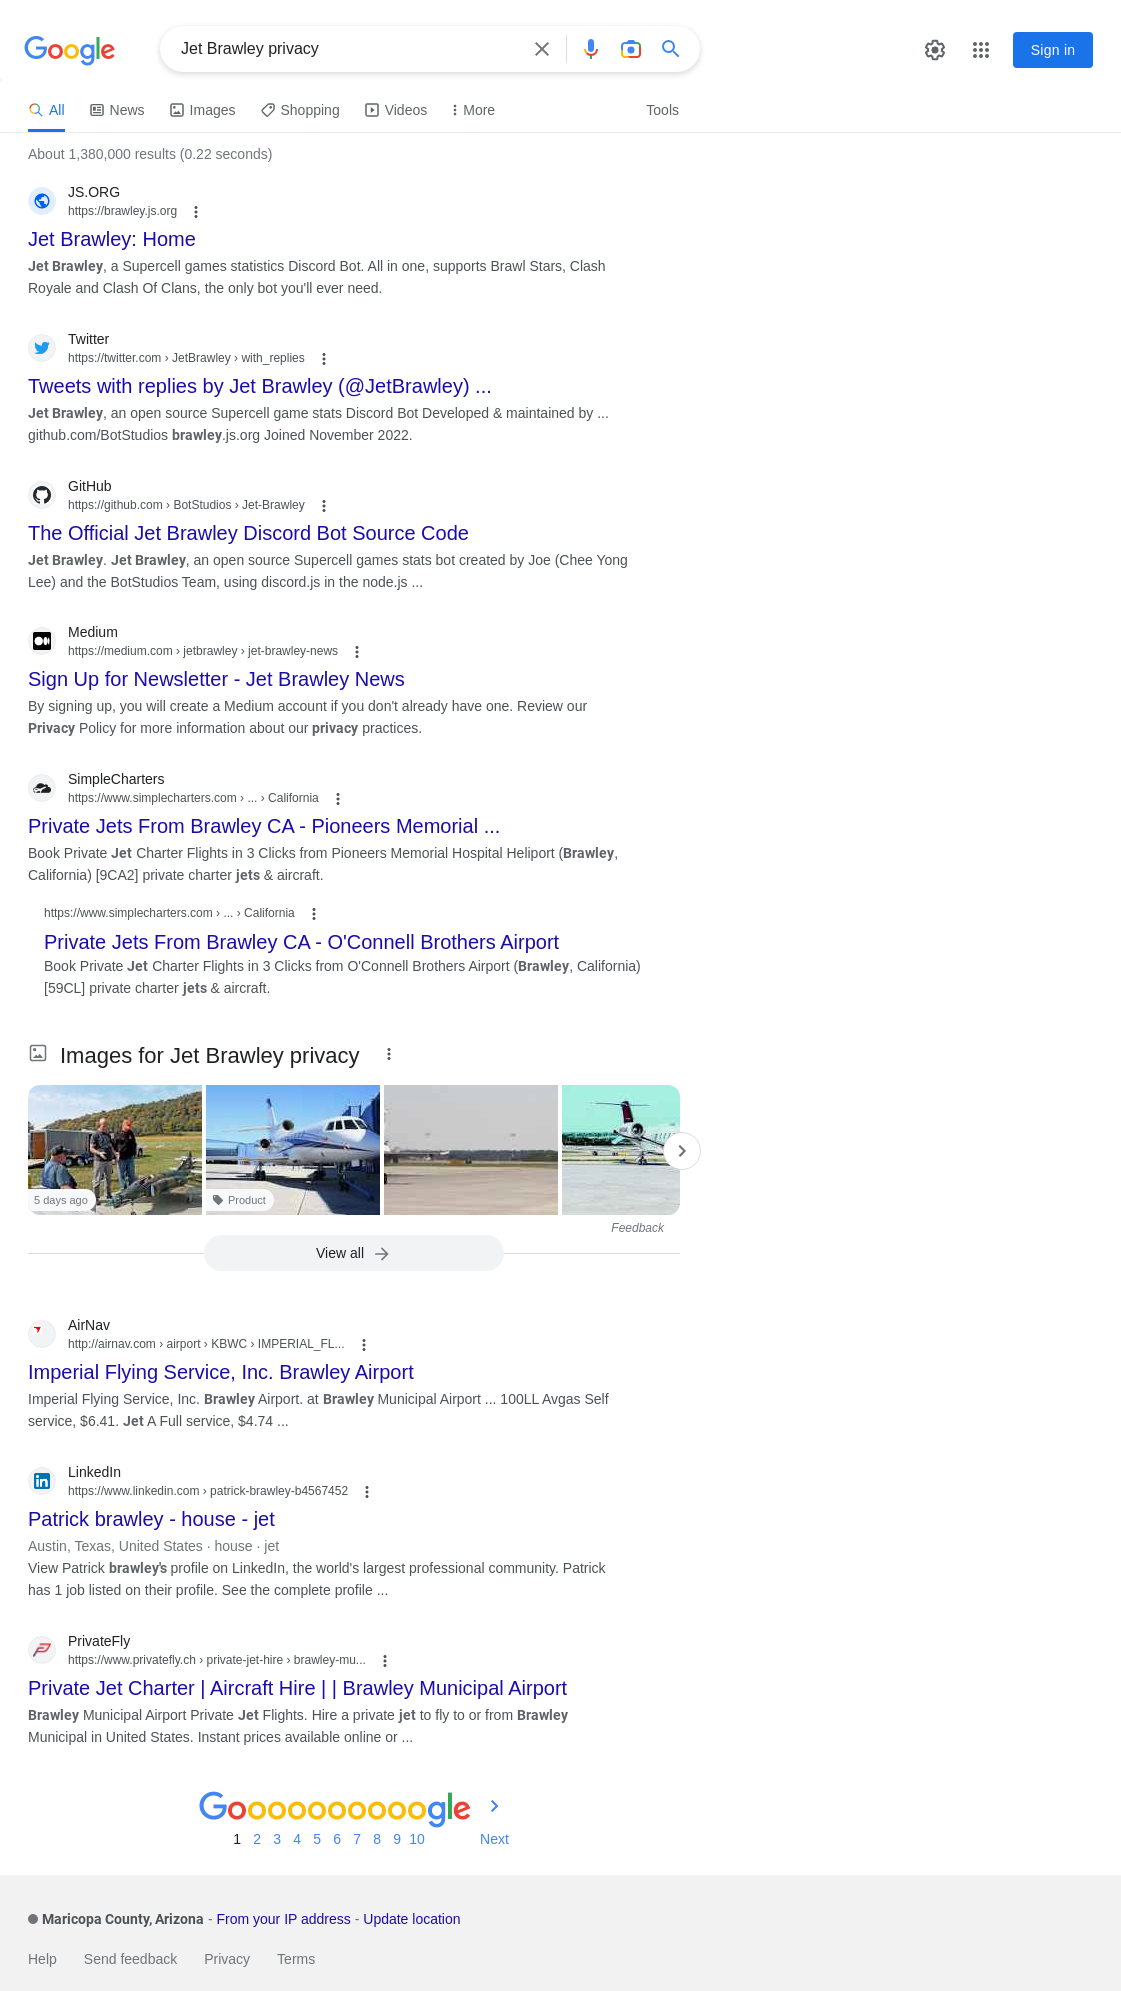 Google
Jet Brawley privacy
Sign in
All
News
Images
Shopping
Videos
More
Tools
About 1,380,000 results (0.22 seconds)
JS.ORG
https://brawley.js.org
Jet Brawley: Home
Jet Brawley, a Supercell games statistics Discord Bot. All in one, supports Brawl Stars, Clash
Royale and Clash Of Clans, the only bot you'll ever need.
Twitter
https://twitter.com › JetBrawley › with_replies
Tweets with replies by Jet Brawley (@JetBrawley) ...
Jet Brawley, an open source Supercell game stats Discord Bot Developed & maintained by ...
github.com/BotStudios brawley.js.org Joined November 2022.
GitHub
https://github.com › BotStudios › Jet-Brawley
The Official Jet Brawley Discord Bot Source Code
Jet Brawley. Jet Brawley, an open source Supercell games stats bot created by Joe (Chee Yong
Lee) and the BotStudios Team, using discord.js in the node.js ...
Medium
https://medium.com › jetbrawley › jet-brawley-news
Sign Up for Newsletter - Jet Brawley News
By signing up, you will create a Medium account if you don't already have one. Review our
Privacy Policy for more information about our privacy practices.
SimpleCharters
https://www.simplecharters.com › ... › California
Private Jets From Brawley CA - Pioneers Memorial ...
Book Private Jet Charter Flights in 3 Clicks from Pioneers Memorial Hospital Heliport (Brawley,
California) [9CA2] private charter jets & aircraft.
https://www.simplecharters.com › ... › California
Private Jets From Brawley CA - O'Connell Brothers Airport
Book Private Jet Charter Flights in 3 Clicks from O'Connell Brothers Airport (Brawley, California)
[59CL] private charter jets & aircraft.
Images for Jet Brawley privacy
5 days ago
Product
Feedback
View all
AirNav
http://airnav.com › airport › KBWC › IMPERIAL_FL...
Imperial Flying Service, Inc. Brawley Airport
Imperial Flying Service, Inc. Brawley Airport. at Brawley Municipal Airport ... 100LL Avgas Self
service, $6.41. Jet A Full service, $4.74 ...
LinkedIn
https://www.linkedin.com › patrick-brawley-b4567452
Patrick brawley - house - jet
Austin, Texas, United States · house · jet
View Patrick brawley's profile on LinkedIn, the world's largest professional community. Patrick
has 1 job listed on their profile. See the complete profile ...
PrivateFly
https://www.privatefly.ch › private-jet-hire › brawley-mu...
Private Jet Charter | Aircraft Hire | | Brawley Municipal Airport
Brawley Municipal Airport Private Jet Flights. Hire a private jet to fly to or from Brawley
Municipal in United States. Instant prices available online or ...
Goooooooooogle
1 2 3 4 5 6 7 8 9 10 Next
Maricopa County, Arizona - From your IP address - Update location
Help
Send feedback
Privacy
Terms